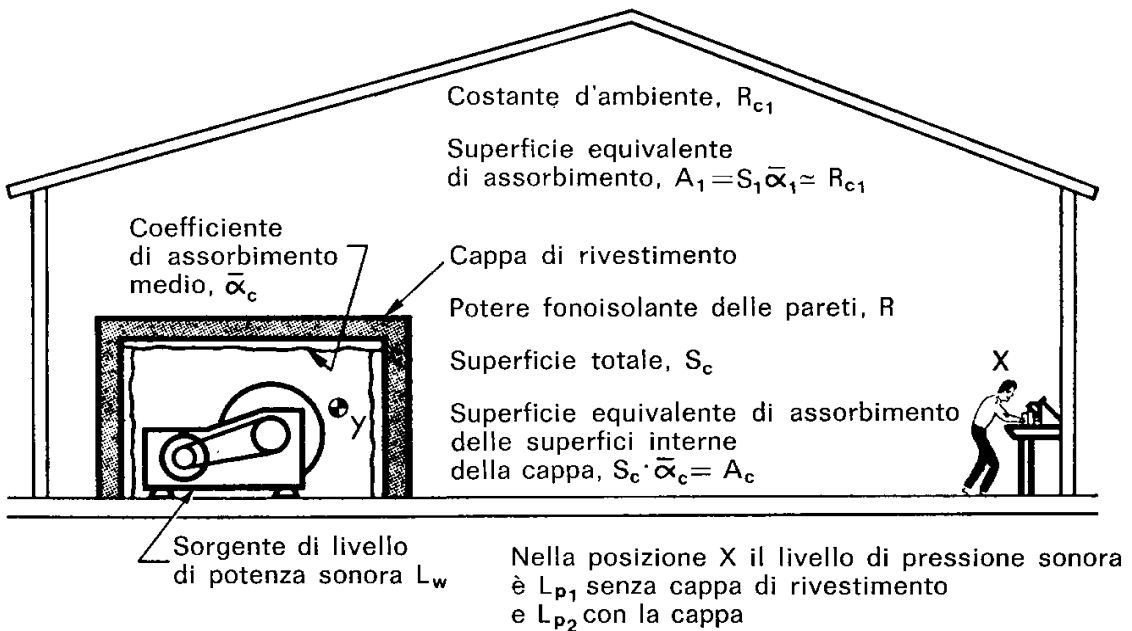 Costante d'ambiente, R_c1
Superficie equivalente
di assorbimento, A₁=S₁ᾱ₁≃ R_c1
Coefficiente
di assorbimento
medio, ᾱ_c
Cappa di rivestimento
Potere fonoisolante delle pareti, R
Superficie totale, S_c
X
y
Superficie equivalente di assorbimento
delle superfici interne
della cappa, S_c·ᾱ_c= A_c
Sorgente di livello
di potenza sonora L_w
Nella posizione X il livello di pressione sonora
è L_p1 senza cappa di rivestimento
e L_p2 con la cappa